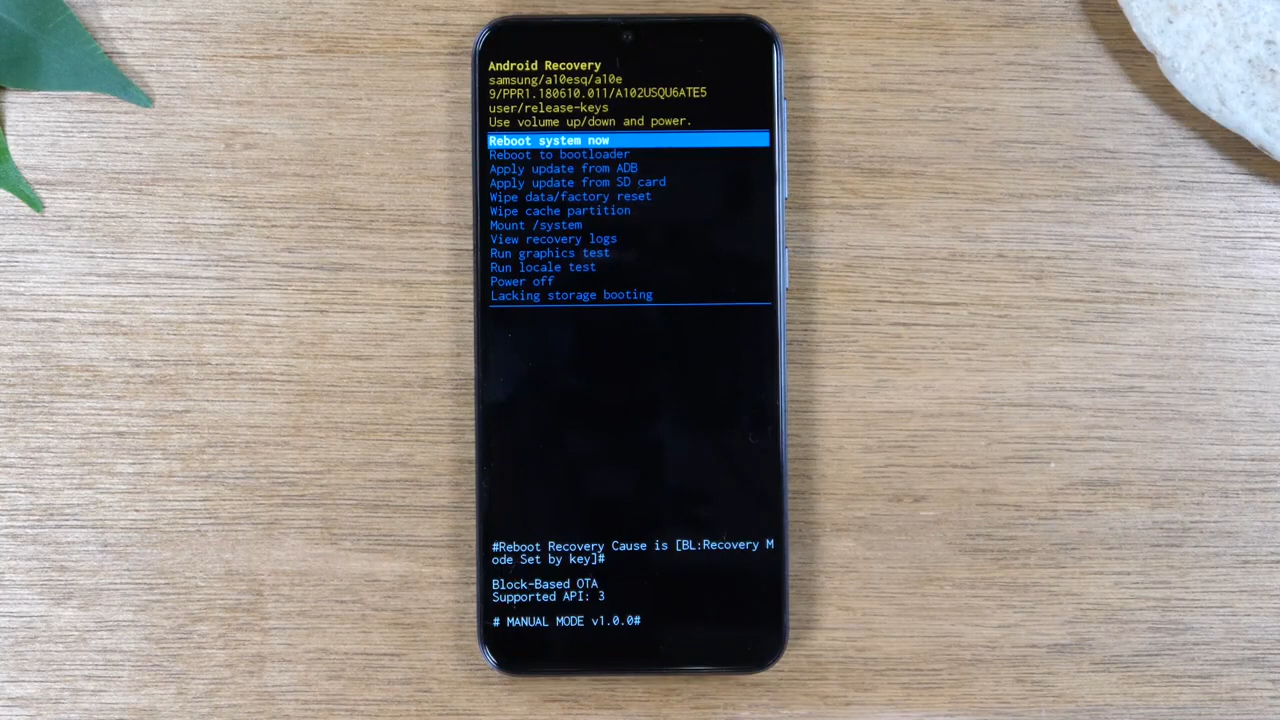 Android Recovery
samsung/a10esq/a10e
9/PPR1.180610.011/A102USQU6ATE5
user/release-keys
Use volume up/down and power.
Reboot system now
Reboot to bootloader
Apply update from ADB
Apply update from SD card
Wipe data/factory reset
Wipe cache partition
Mount /system
View recovery logs
Run graphics test
Run locale test
Power off
Lacking storage booting
#Reboot Recovery Cause is [BL:Recovery M
ode Set by key]#
Block-Based OTA
Supported API: 3
# MANUAL MODE v1.0.0#